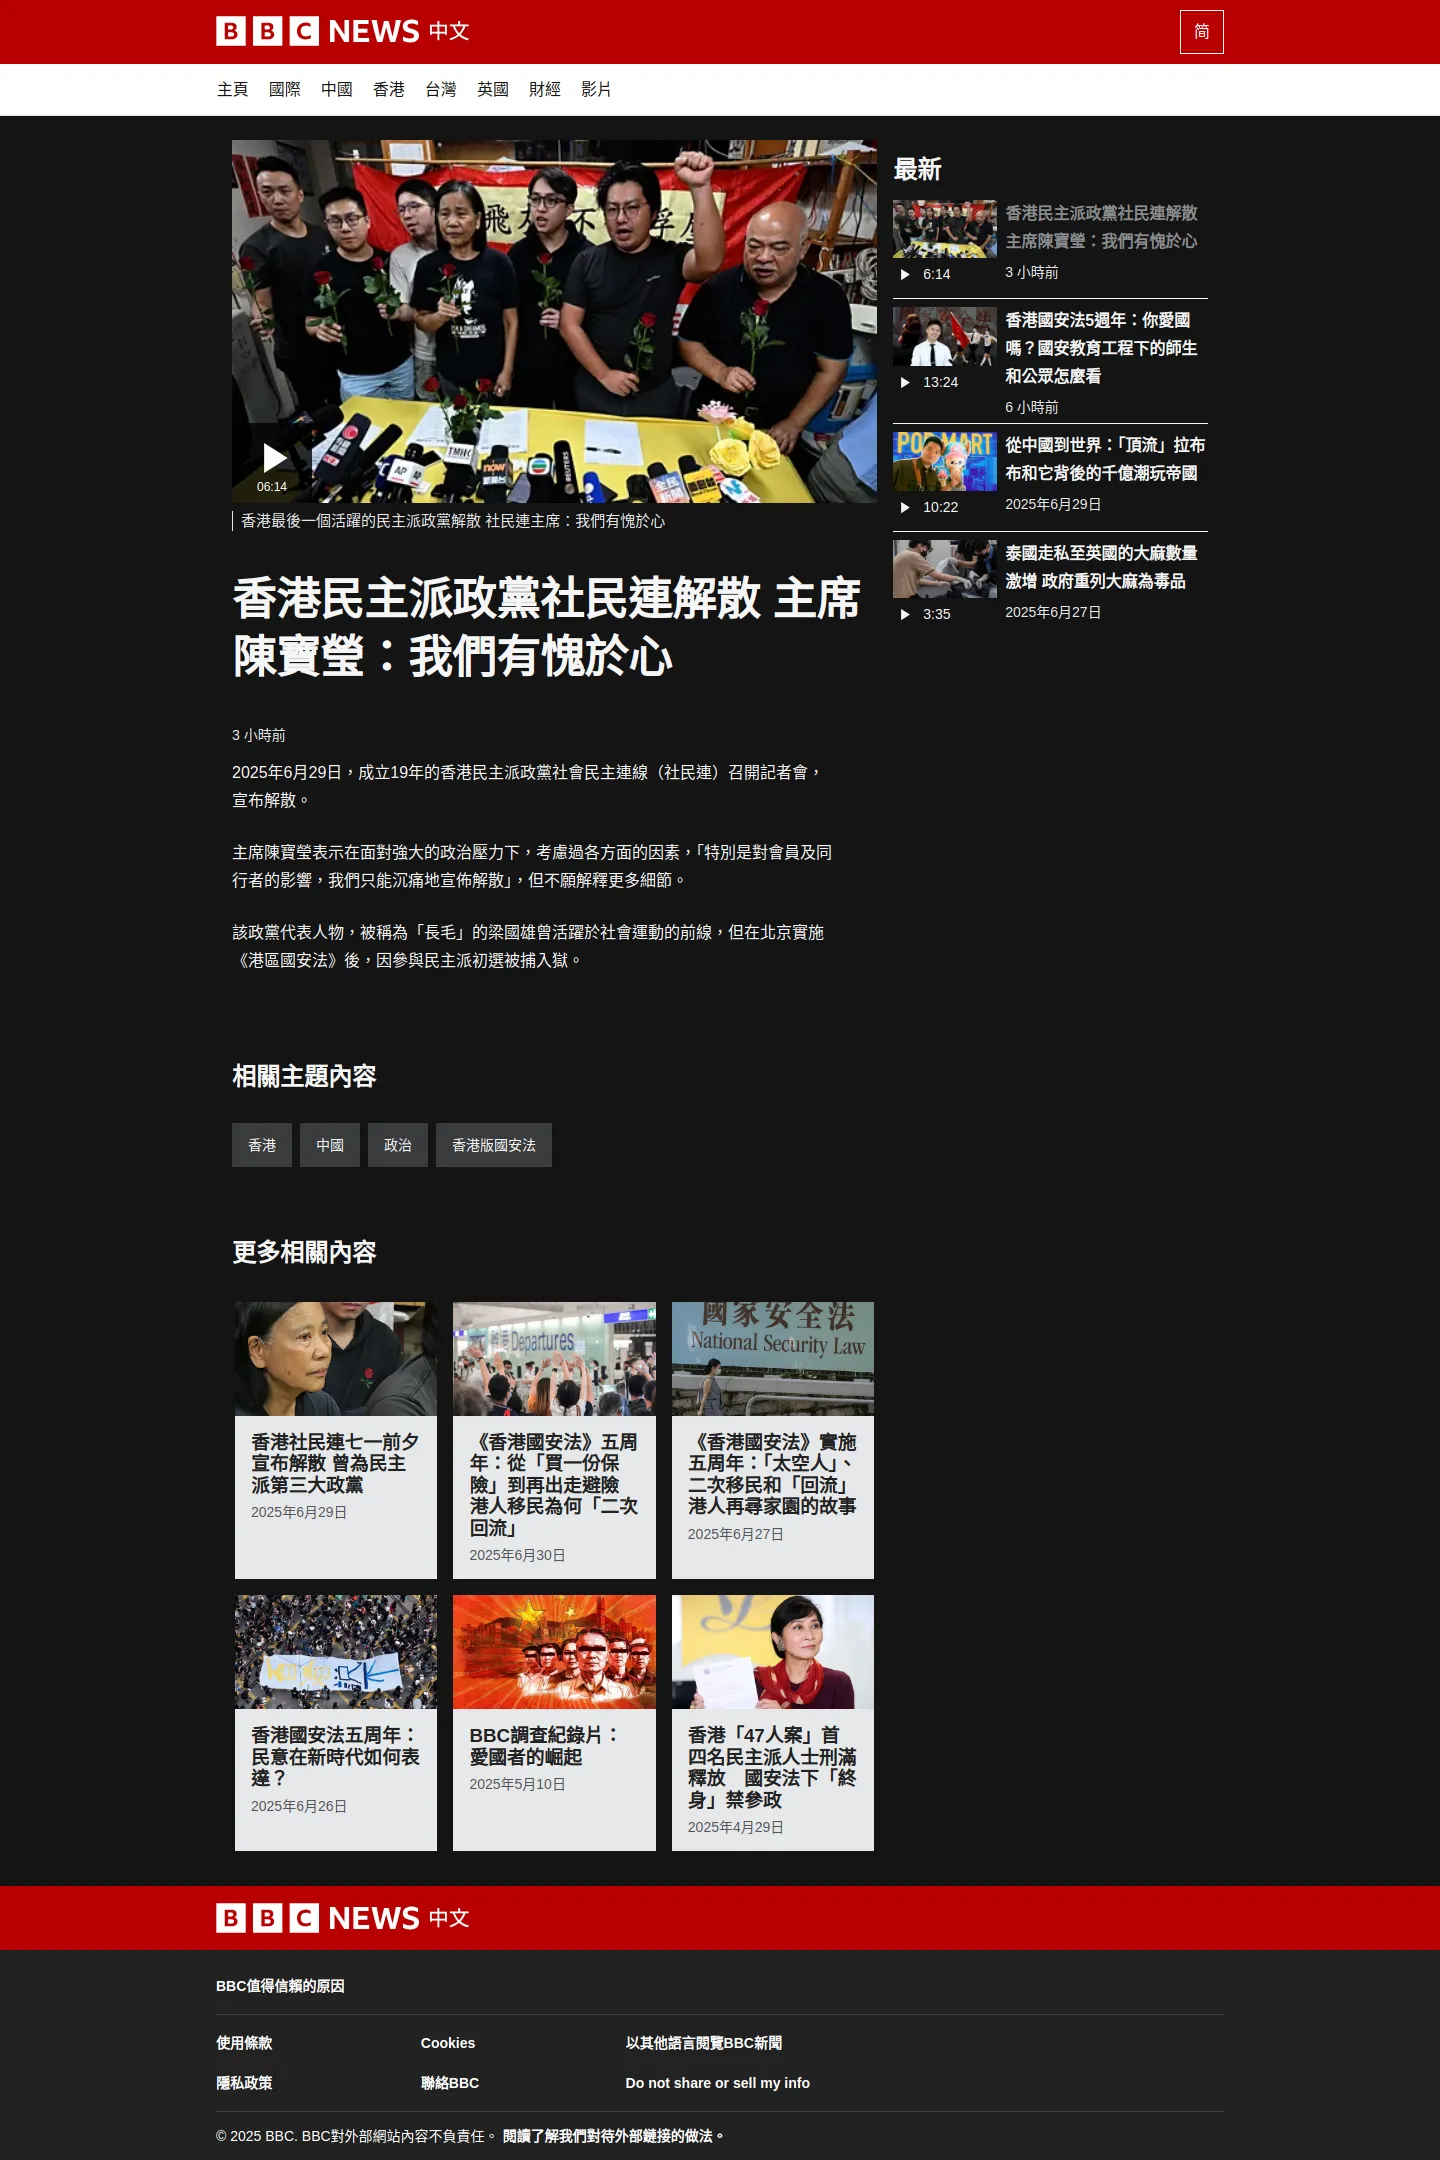 BBC NEWS 中文
简
主頁 國際 中國 香港 台灣 英國 財經 影片
06:14
香港最後一個活躍的民主派政黨解散 社民連主席：我們有愧於心
香港民主派政黨社民連解散 主席
陳寶瑩：我們有愧於心
3 小時前
2025年6月29日，成立19年的香港民主派政黨社會民主連線（社民連）召開記者會，
宣布解散。
主席陳寶瑩表示在面對強大的政治壓力下，考慮過各方面的因素，「特別是對會員及同
行者的影響，我們只能沉痛地宣佈解散」，但不願解釋更多細節。
該政黨代表人物，被稱為「長毛」的梁國雄曾活躍於社會運動的前線，但在北京實施
《港區國安法》後，因參與民主派初選被捕入獄。
最新
香港民主派政黨社民連解散
主席陳寶瑩：我們有愧於心
6:14
3 小時前
香港國安法5週年：你愛國
嗎？國安教育工程下的師生
和公眾怎麼看
13:24
6 小時前
POP MART
從中國到世界：「頂流」拉布
布和它背後的千億潮玩帝國
10:22
2025年6月29日
泰國走私至英國的大麻數量
激增 政府重列大麻為毒品
3:35
2025年6月27日
相關主題內容
香港 中國 政治 香港版國安法
更多相關內容
香港社民連七一前夕
宣布解散 曾為民主
派第三大政黨
2025年6月29日
Departures
《香港國安法》五周
年：從「買一份保
險」到再出走避險
港人移民為何「二次
回流」
2025年6月30日
國家安全法
National Security Law
《香港國安法》實施
五周年：「太空人」、
二次移民和「回流」
港人再尋家園的故事
2025年6月27日
香港國安法五周年：
民意在新時代如何表
達？
2025年6月26日
BBC調查紀錄片：
愛國者的崛起
2025年5月10日
香港「47人案」首
四名民主派人士刑滿
釋放　國安法下「終
身」禁參政
2025年4月29日
BBC NEWS 中文
BBC值得信賴的原因
使用條款 Cookies 以其他語言閱覽BBC新聞
隱私政策 聯絡BBC Do not share or sell my info
© 2025 BBC. BBC對外部網站內容不負責任。 閱讀了解我們對待外部鏈接的做法。